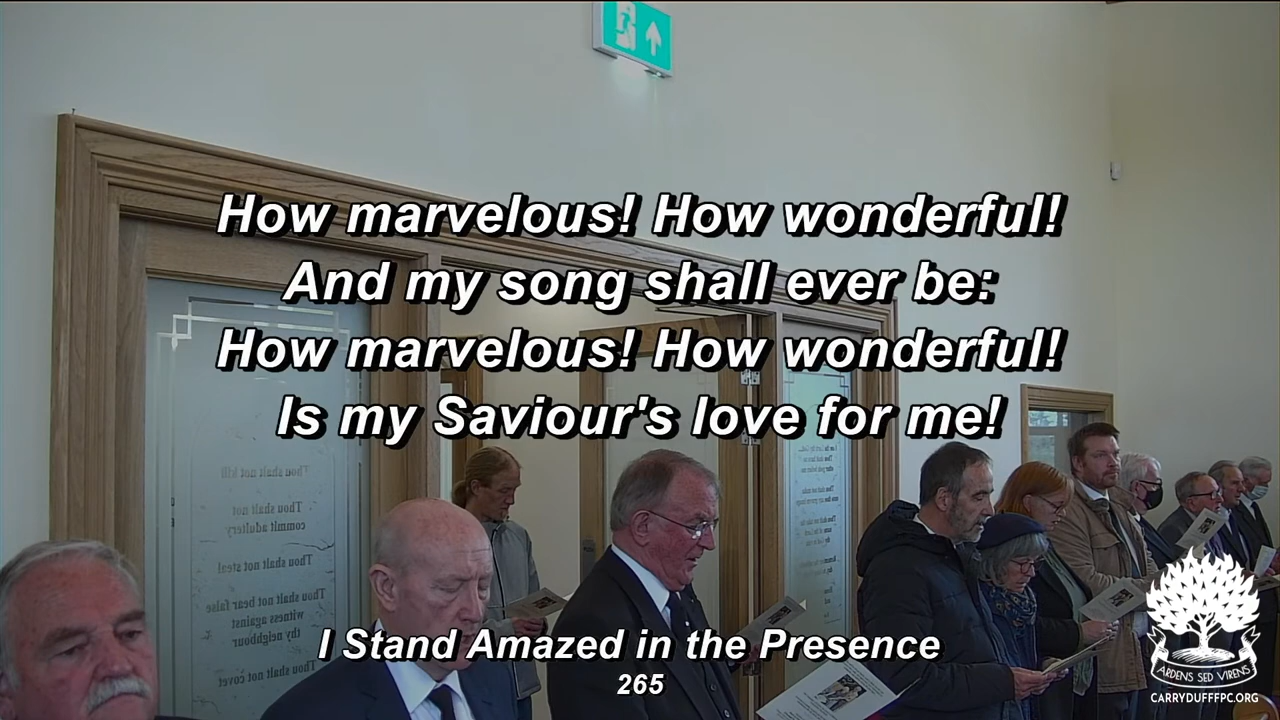 How marvelous! How wonderful!
And my song shall ever be:
How marvelous! How wonderful!
Is my Saviour's love for me!
Thou shalt not kill
Thou shalt not
commit adultery
Thou shalt not steal
Thou shalt not bear false
witness against
thy neighbour
Thou shalt not
covet
I Stand Amazed in the Presence
265
ARDENS SED VIRENS
CARRYDUFFFPC.ORG